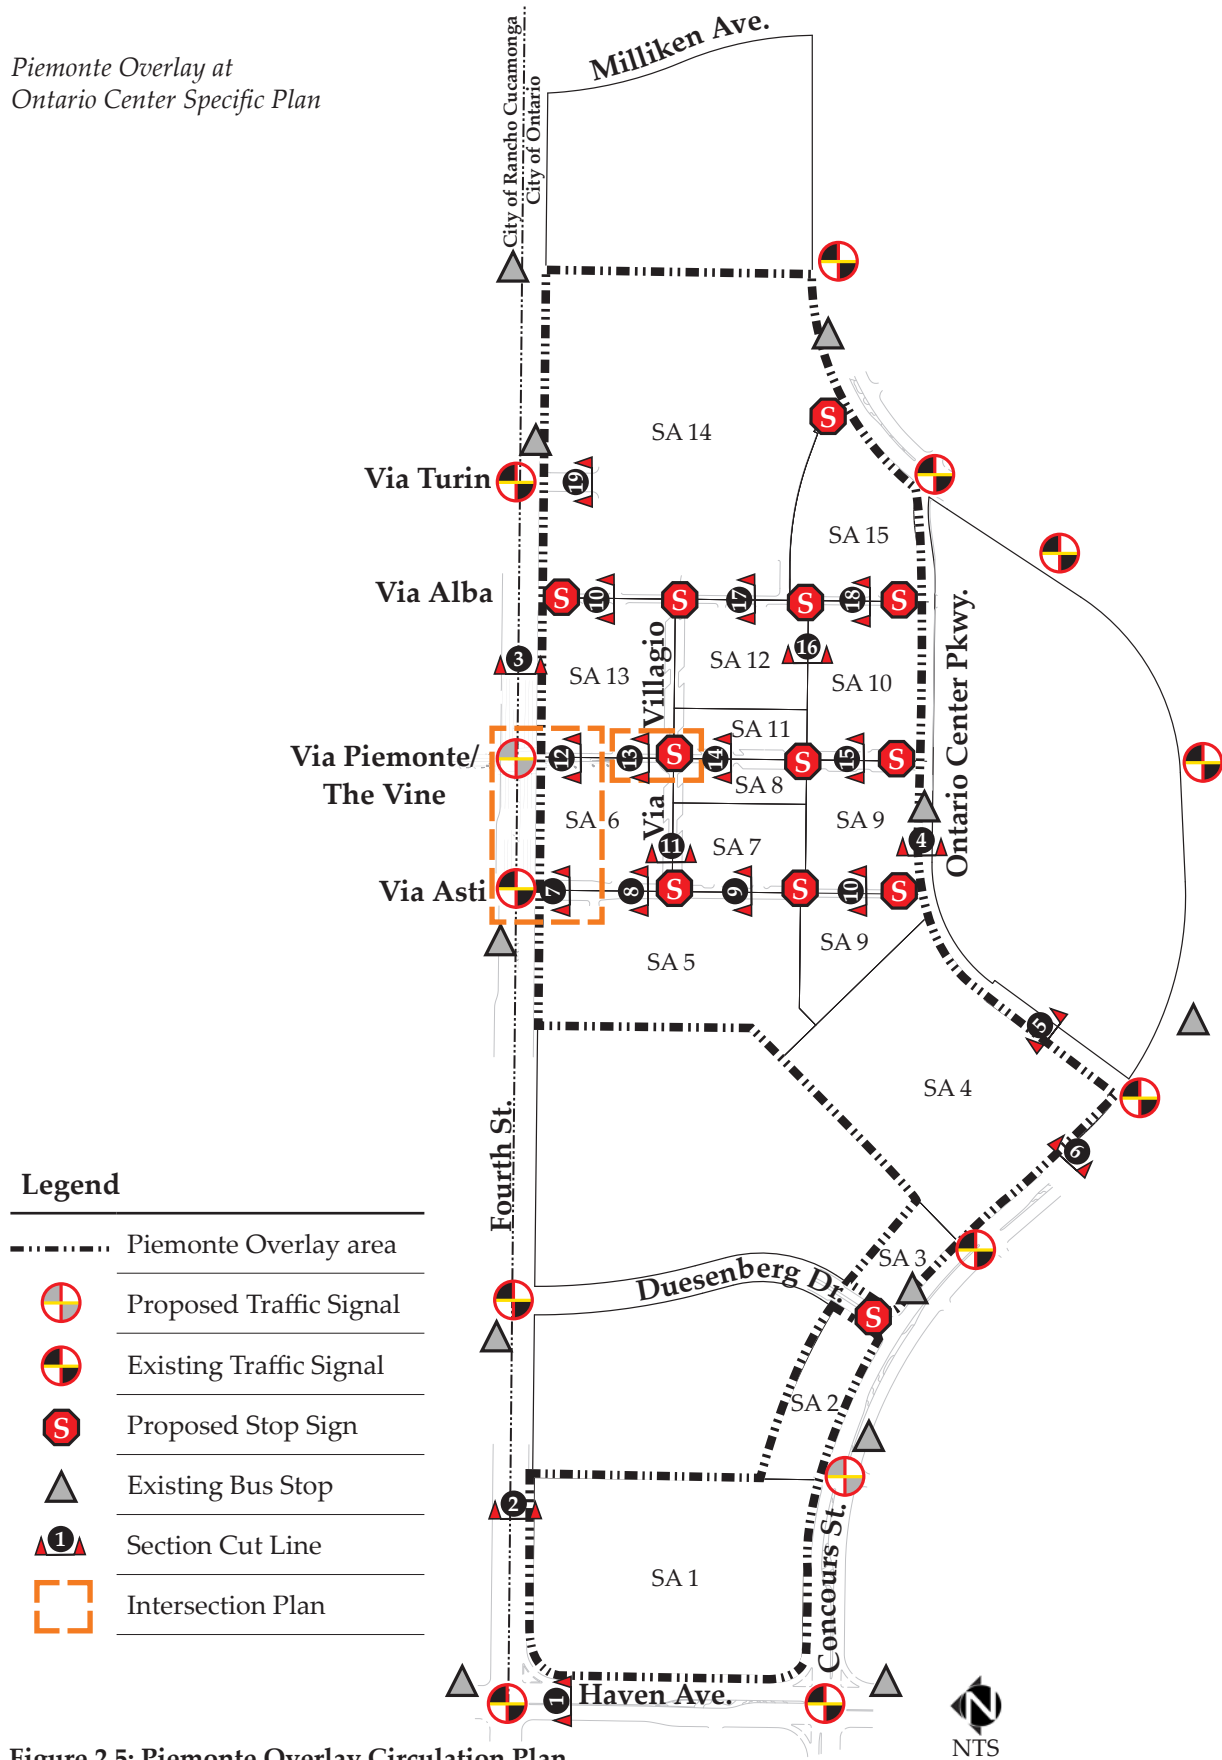 Piemonte Overlay at
Ontario Center Specific Plan
City of Rancho Cucamonga
City of Ontario
Milliken Ave.
SA 14
S
Via Turin
19
SA 15
Via Alba
S
10
S
17
S
18
S
3
16
Villagio
SA 12
SA 13
SA 10
Ontario Center Pkwy.
SA 11
Via Piemonte/
The Vine
12
13
S
14
S
15
S
SA 8
SA 6
Via
SA 9
11
SA 7
4
Via Asti
7
8
S
9
S
10
S
SA 9
SA 5
5
SA 4
6
Fourth St.
Legend
Piemonte Overlay area
Proposed Traffic Signal
Existing Traffic Signal
S
Proposed Stop Sign
Existing Bus Stop
1
Section Cut Line
Intersection Plan
SA 3
Duesenberg Dr.
S
SA 2
2
SA 1
Concours St.
1
Haven Ave.
N
NTS
Figure 2.5: Piemonte Overlay Circulation Plan